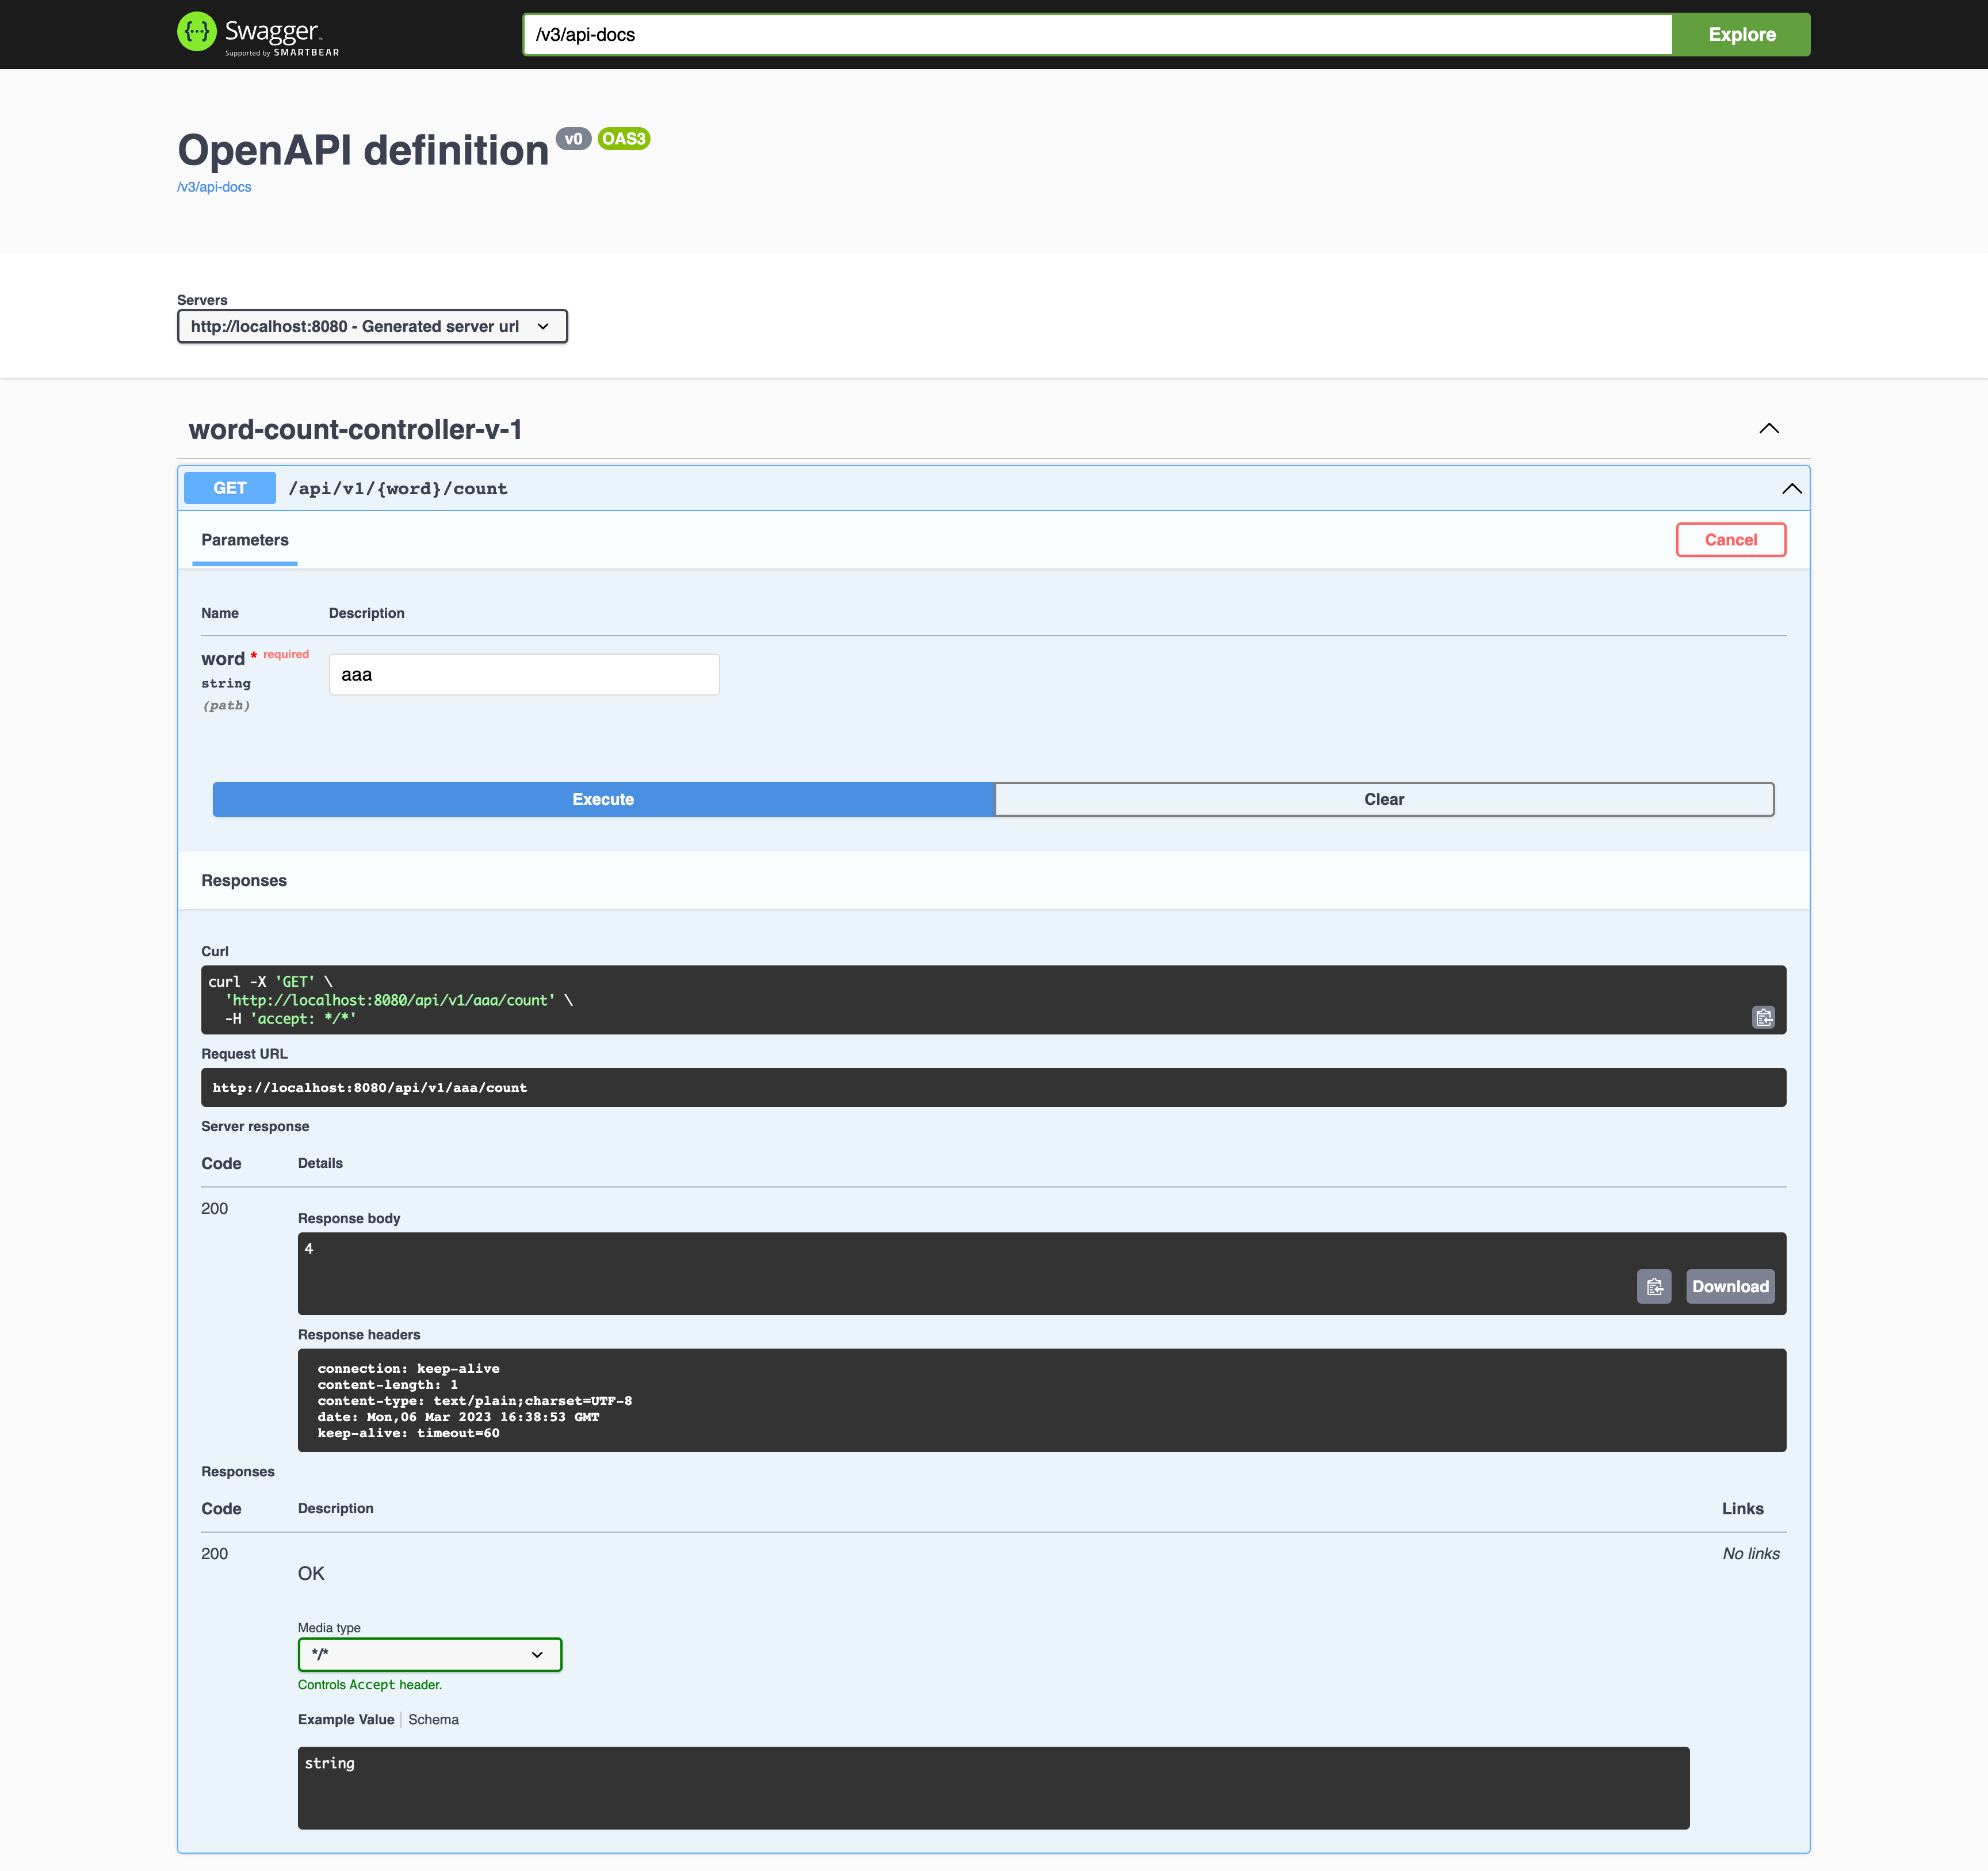 Swagger™
Supported by SMARTBEAR
/v3/api-docs
Explore
OpenAPI definition v0 OAS3
/v3/api-docs
Servers
http://localhost:8080 - Generated server url
word-count-controller-v-1
GET /api/v1/{word}/count
Parameters
Cancel
Name Description
word * required
string
(path)
aaa
Execute Clear
Responses
Curl
curl -X 'GET' \
'http://localhost:8080/api/v1/aaa/count' \
-H 'accept: */*'
Request URL
http://localhost:8080/api/v1/aaa/count
Server response
Code Details
200
Response body
4
Download
Response headers
connection: keep-alive
content-length: 1
content-type: text/plain;charset=UTF-8
date: Mon,06 Mar 2023 16:38:53 GMT
keep-alive: timeout=60
Responses
Code Description Links
200 No links
OK
Media type
*/*
Controls Accept header.
Example Value Schema
string